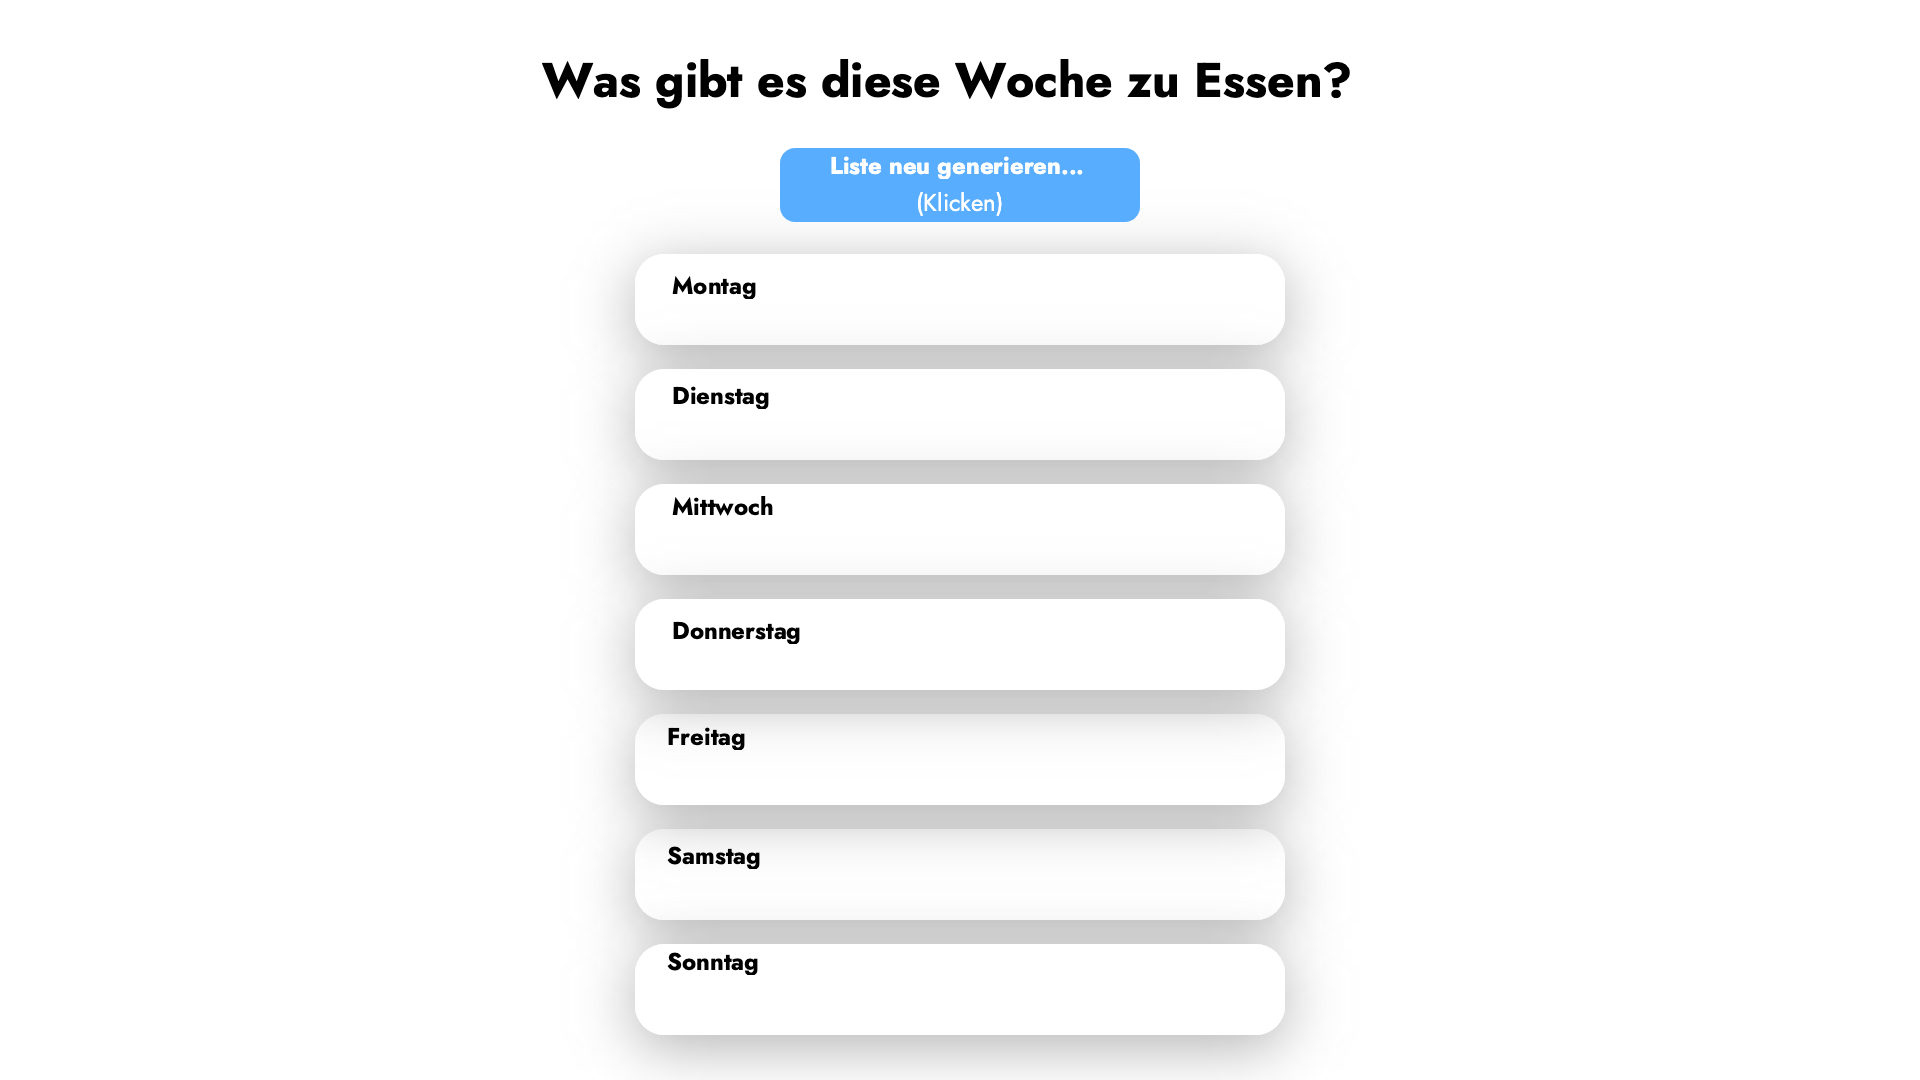 Was gibt es diese Woche zu Essen?
Liste neu generieren...
(Klicken)
Montag
Dienstag
Mittwoch
Donnerstag
Freitag
Samstag
Sonntag